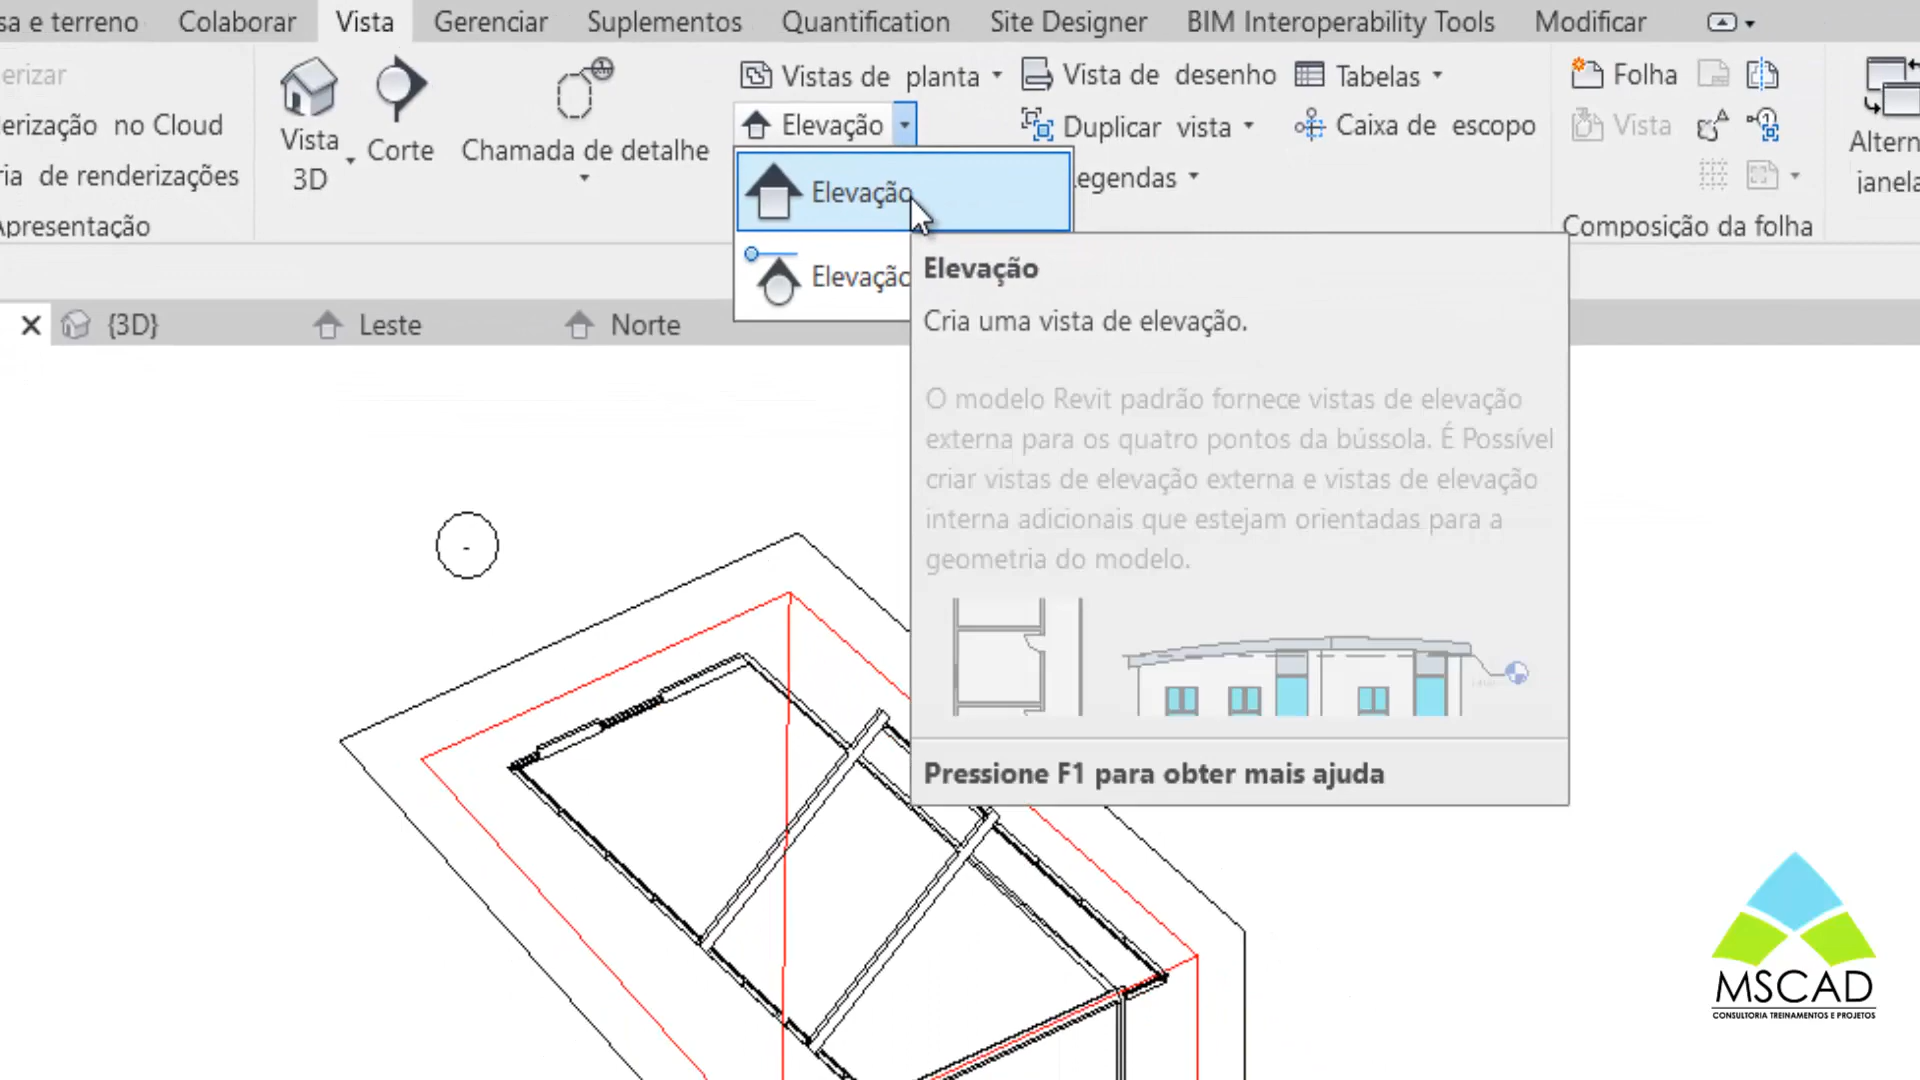 sa e terreno Colaborar Vista Gerenciar Suplementos Quantification Site Designer BIM Interoperability Tools Modificar
erizar
erização no Cloud
ria de renderizações
Apresentação
Vista 3D
Corte
Chamada de detalhe
Vistas de planta
Elevação
Elevação
Elevação
Vista de desenho
Duplicar vista
Legendas
Tabelas
Caixa de escopo
Folha
Vista
Composição da folha
Altern
janela
{3D} Leste Norte
Elevação
Cria uma vista de elevação.
O modelo Revit padrão fornece vistas de elevação
externa para os quatro pontos da bússola. É Possível
criar vistas de elevação externa e vistas de elevação
interna adicionais que estejam orientadas para a
geometria do modelo.
Pressione F1 para obter mais ajuda
MSCAD
CONSULTORIA TREINAMENTOS E PROJETOS